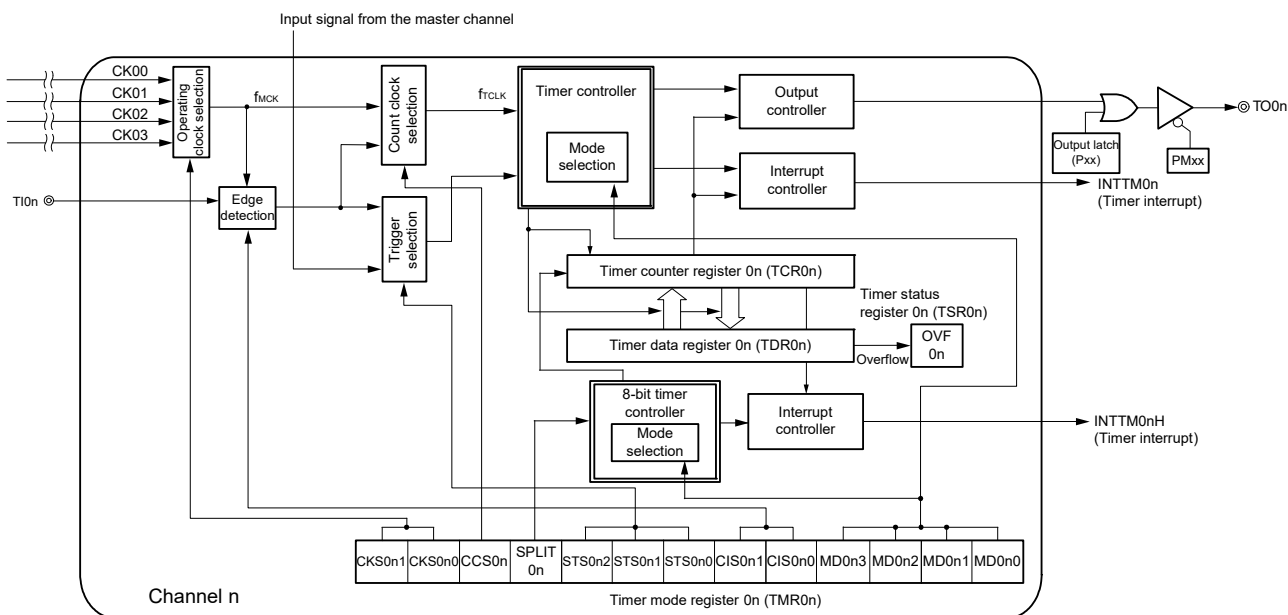 Input signal from the master channel
CK00
CK01
CK02
CK03
Operating
clock selection
fMCK
Count clock
selection
fTCLK
Timer controller
Mode
selection
Output
controller
TO0n
Output latch
(Pxx)
PMxx
Interrupt
controller
INTTM0n
(Timer interrupt)
TI0n
Edge
detection
Trigger
selection
Timer counter register 0n (TCR0n)
Timer status
register 0n (TSR0n)
Timer data register 0n (TDR0n)
Overflow
OVF
0n
8-bit timer
controller
Mode
selection
Interrupt
controller
INTTM0nH
(Timer interrupt)
CKS0n1 CKS0n0 CCS0n SPLIT
0n STS0n2 STS0n1 STS0n0 CIS0n1 CIS0n0 MD0n3 MD0n2 MD0n1 MD0n0
Channel n
Timer mode register 0n (TMR0n)